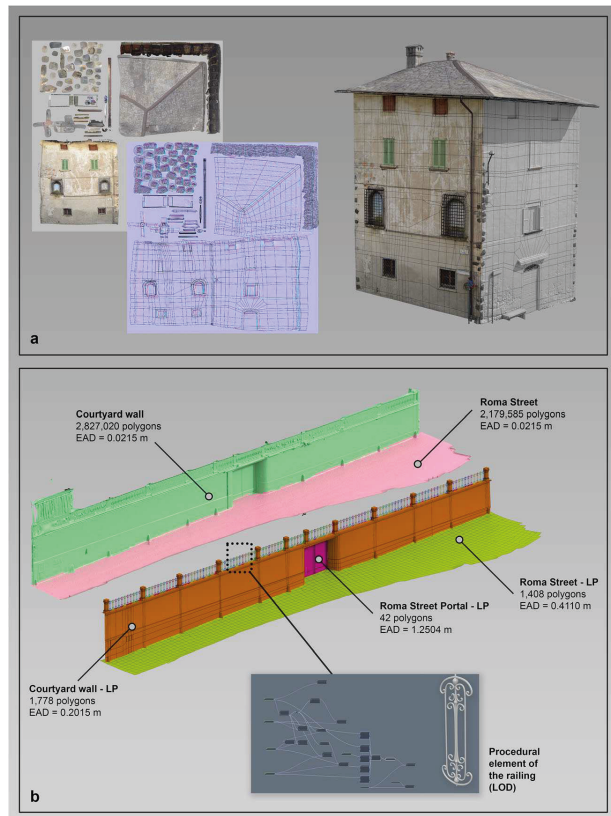 a
Courtyard wall
2,827,020 polygons
EAD = 0.0215 m
Roma Street
2,179,585 polygons
EAD = 0.0215 m
Roma Street - LP
1,408 polygons
EAD = 0.4110 m
Roma Street Portal - LP
42 polygons
EAD = 1.2504 m
Courtyard wall - LP
1,778 polygons
EAD = 0.2015 m
Procedural
element of
the railing
(LOD)
b